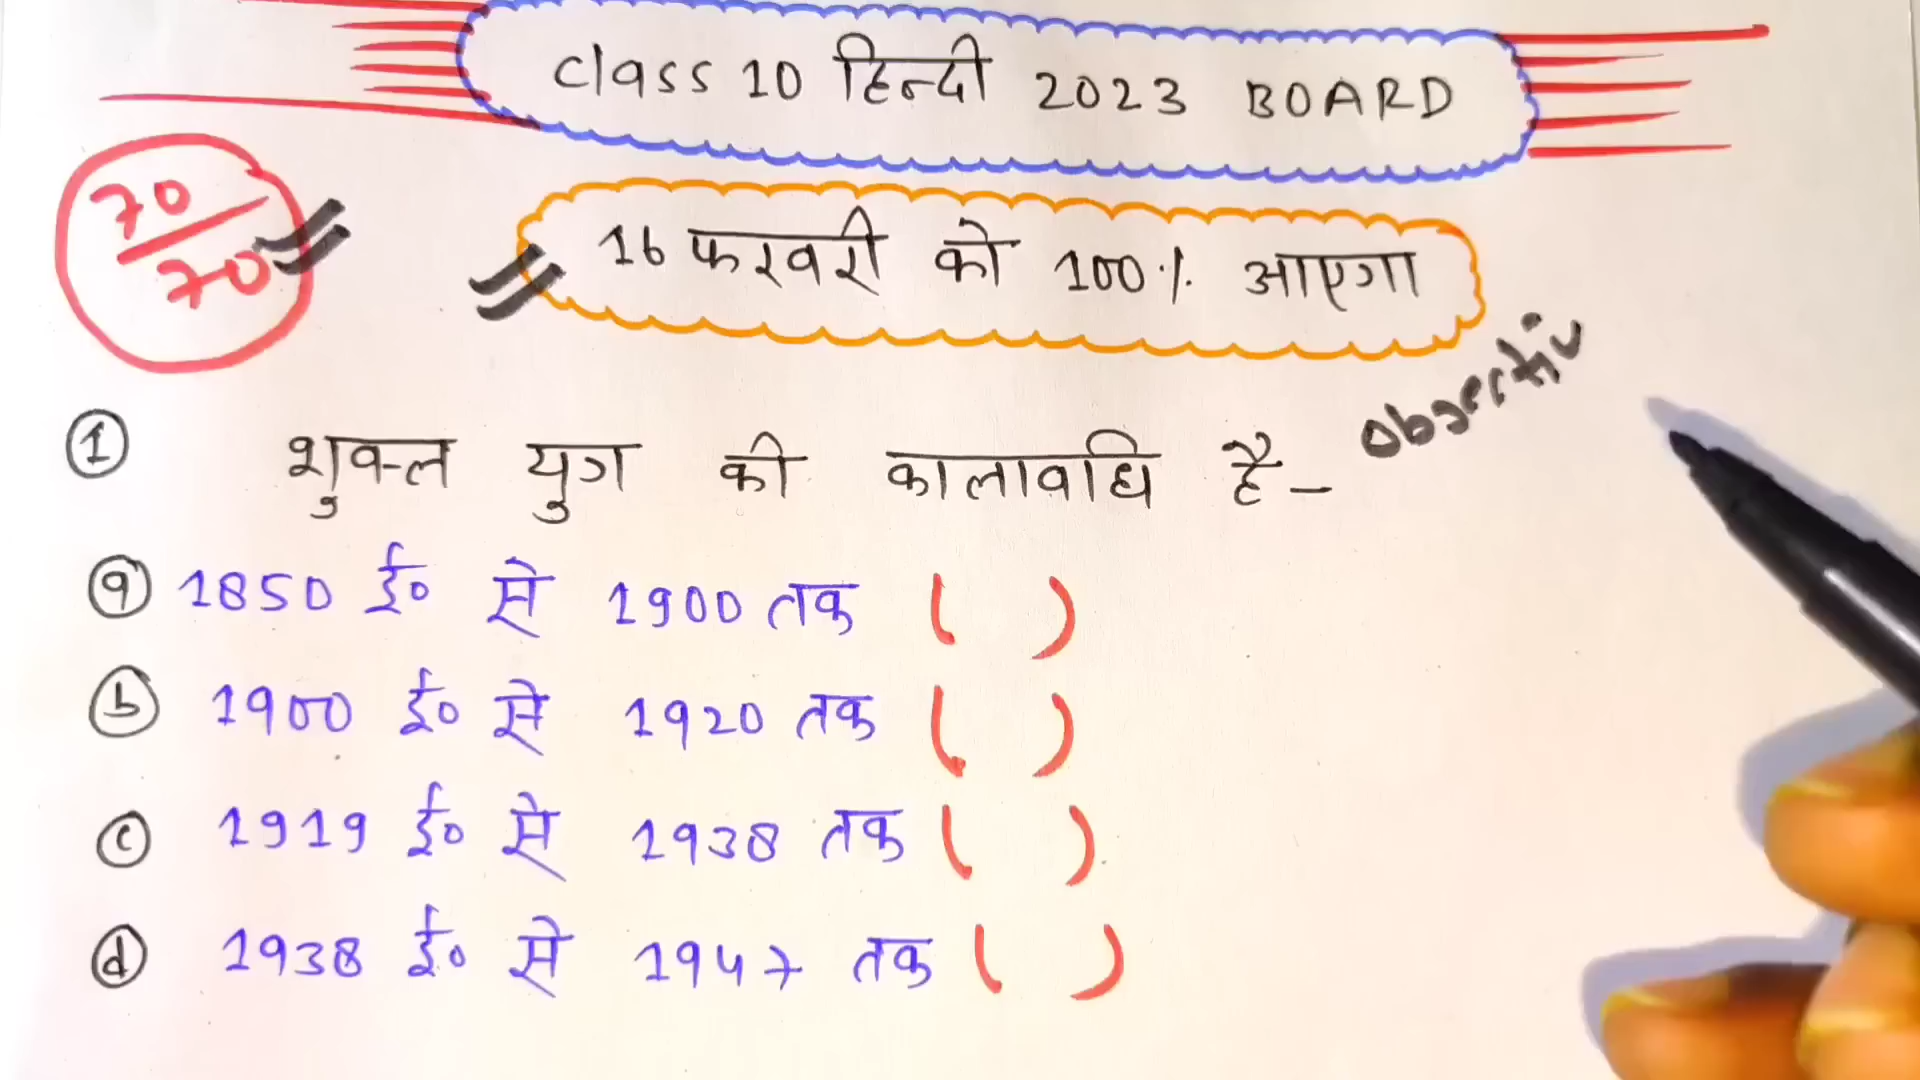 Class 10 हिन्दी 2023 BOARD
70/70
16 फरवरी को 100% आएगा
Objectiv
1 शुक्ल युग की कालावधि है-
a 1850 ई० से 1900 तक ( )
b 1900 ई० से 1920 तक ( )
c 1919 ई० से 1938 तक ( )
d 1938 ई० से 1947 तक ( )